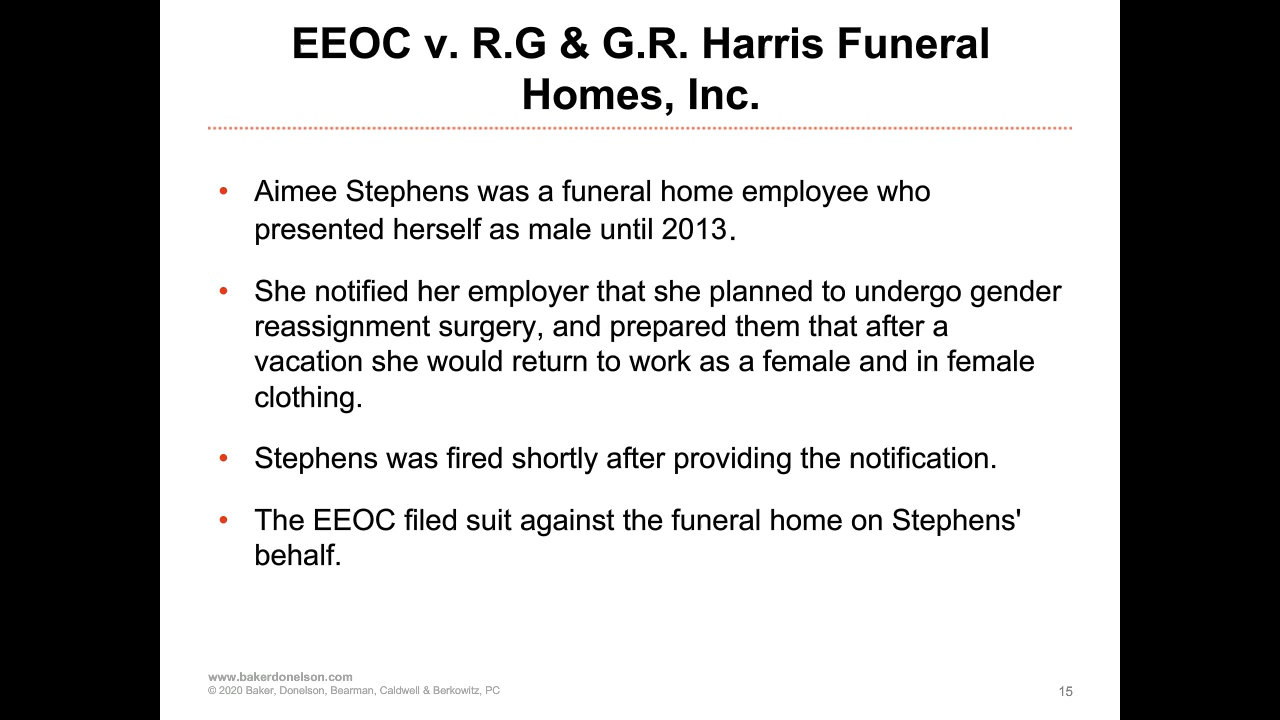 EEOC v. R.G & G.R. Harris Funeral
Homes, Inc.
• Aimee Stephens was a funeral home employee who
presented herself as male until 2013.
• She notified her employer that she planned to undergo gender
reassignment surgery, and prepared them that after a
vacation she would return to work as a female and in female
clothing.
• Stephens was fired shortly after providing the notification.
• The EEOC filed suit against the funeral home on Stephens'
behalf.
www.bakerdonelson.com
© 2020 Baker, Donelson, Bearman, Caldwell & Berkowitz, PC
15